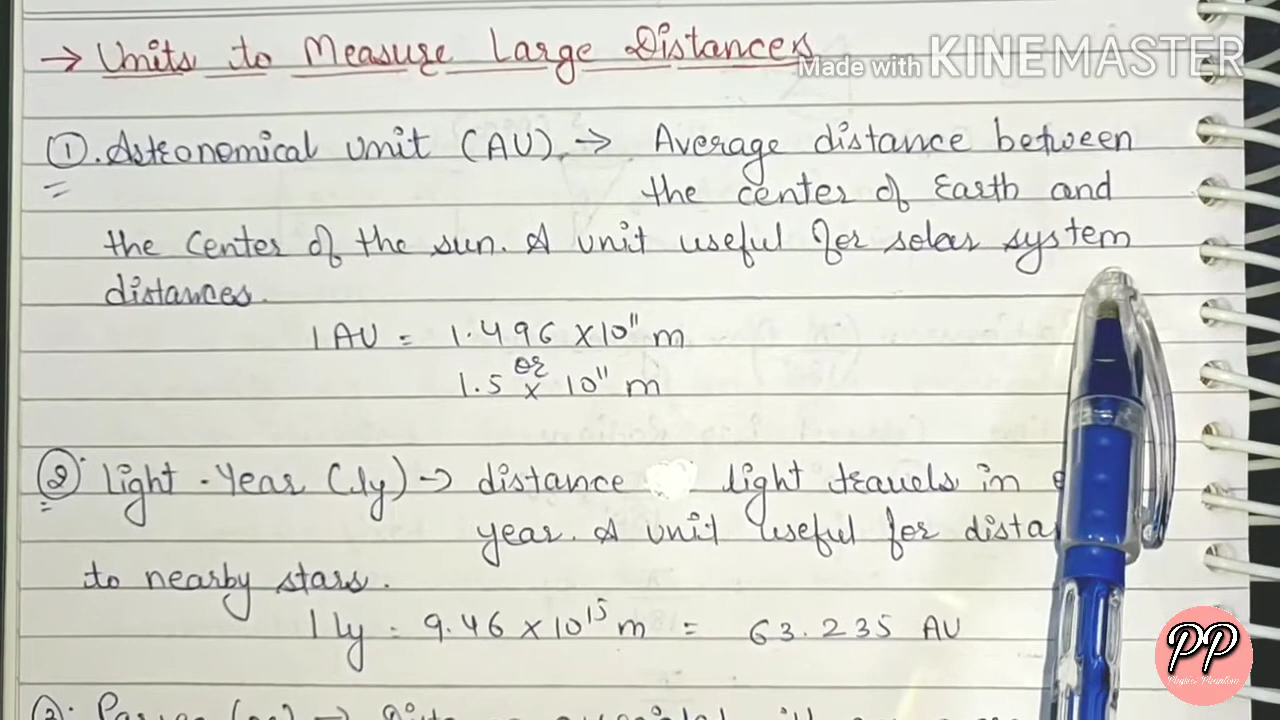 → Units to Measure Large Distances
Made with KINEMASTER
①. Astronomical unit (AU) → Average distance between
the center of Earth and
the center of the sun. A unit useful for solar system
distances.
1 AU = 1.496 × 10¹¹ m
or
1.5 × 10¹¹ m
②. Light-Year (ly) → distance light travels in
year. A unit useful for dista
to nearby stars.
1 ly = 9.46 × 10¹⁵ m = 63.235 AU
PP